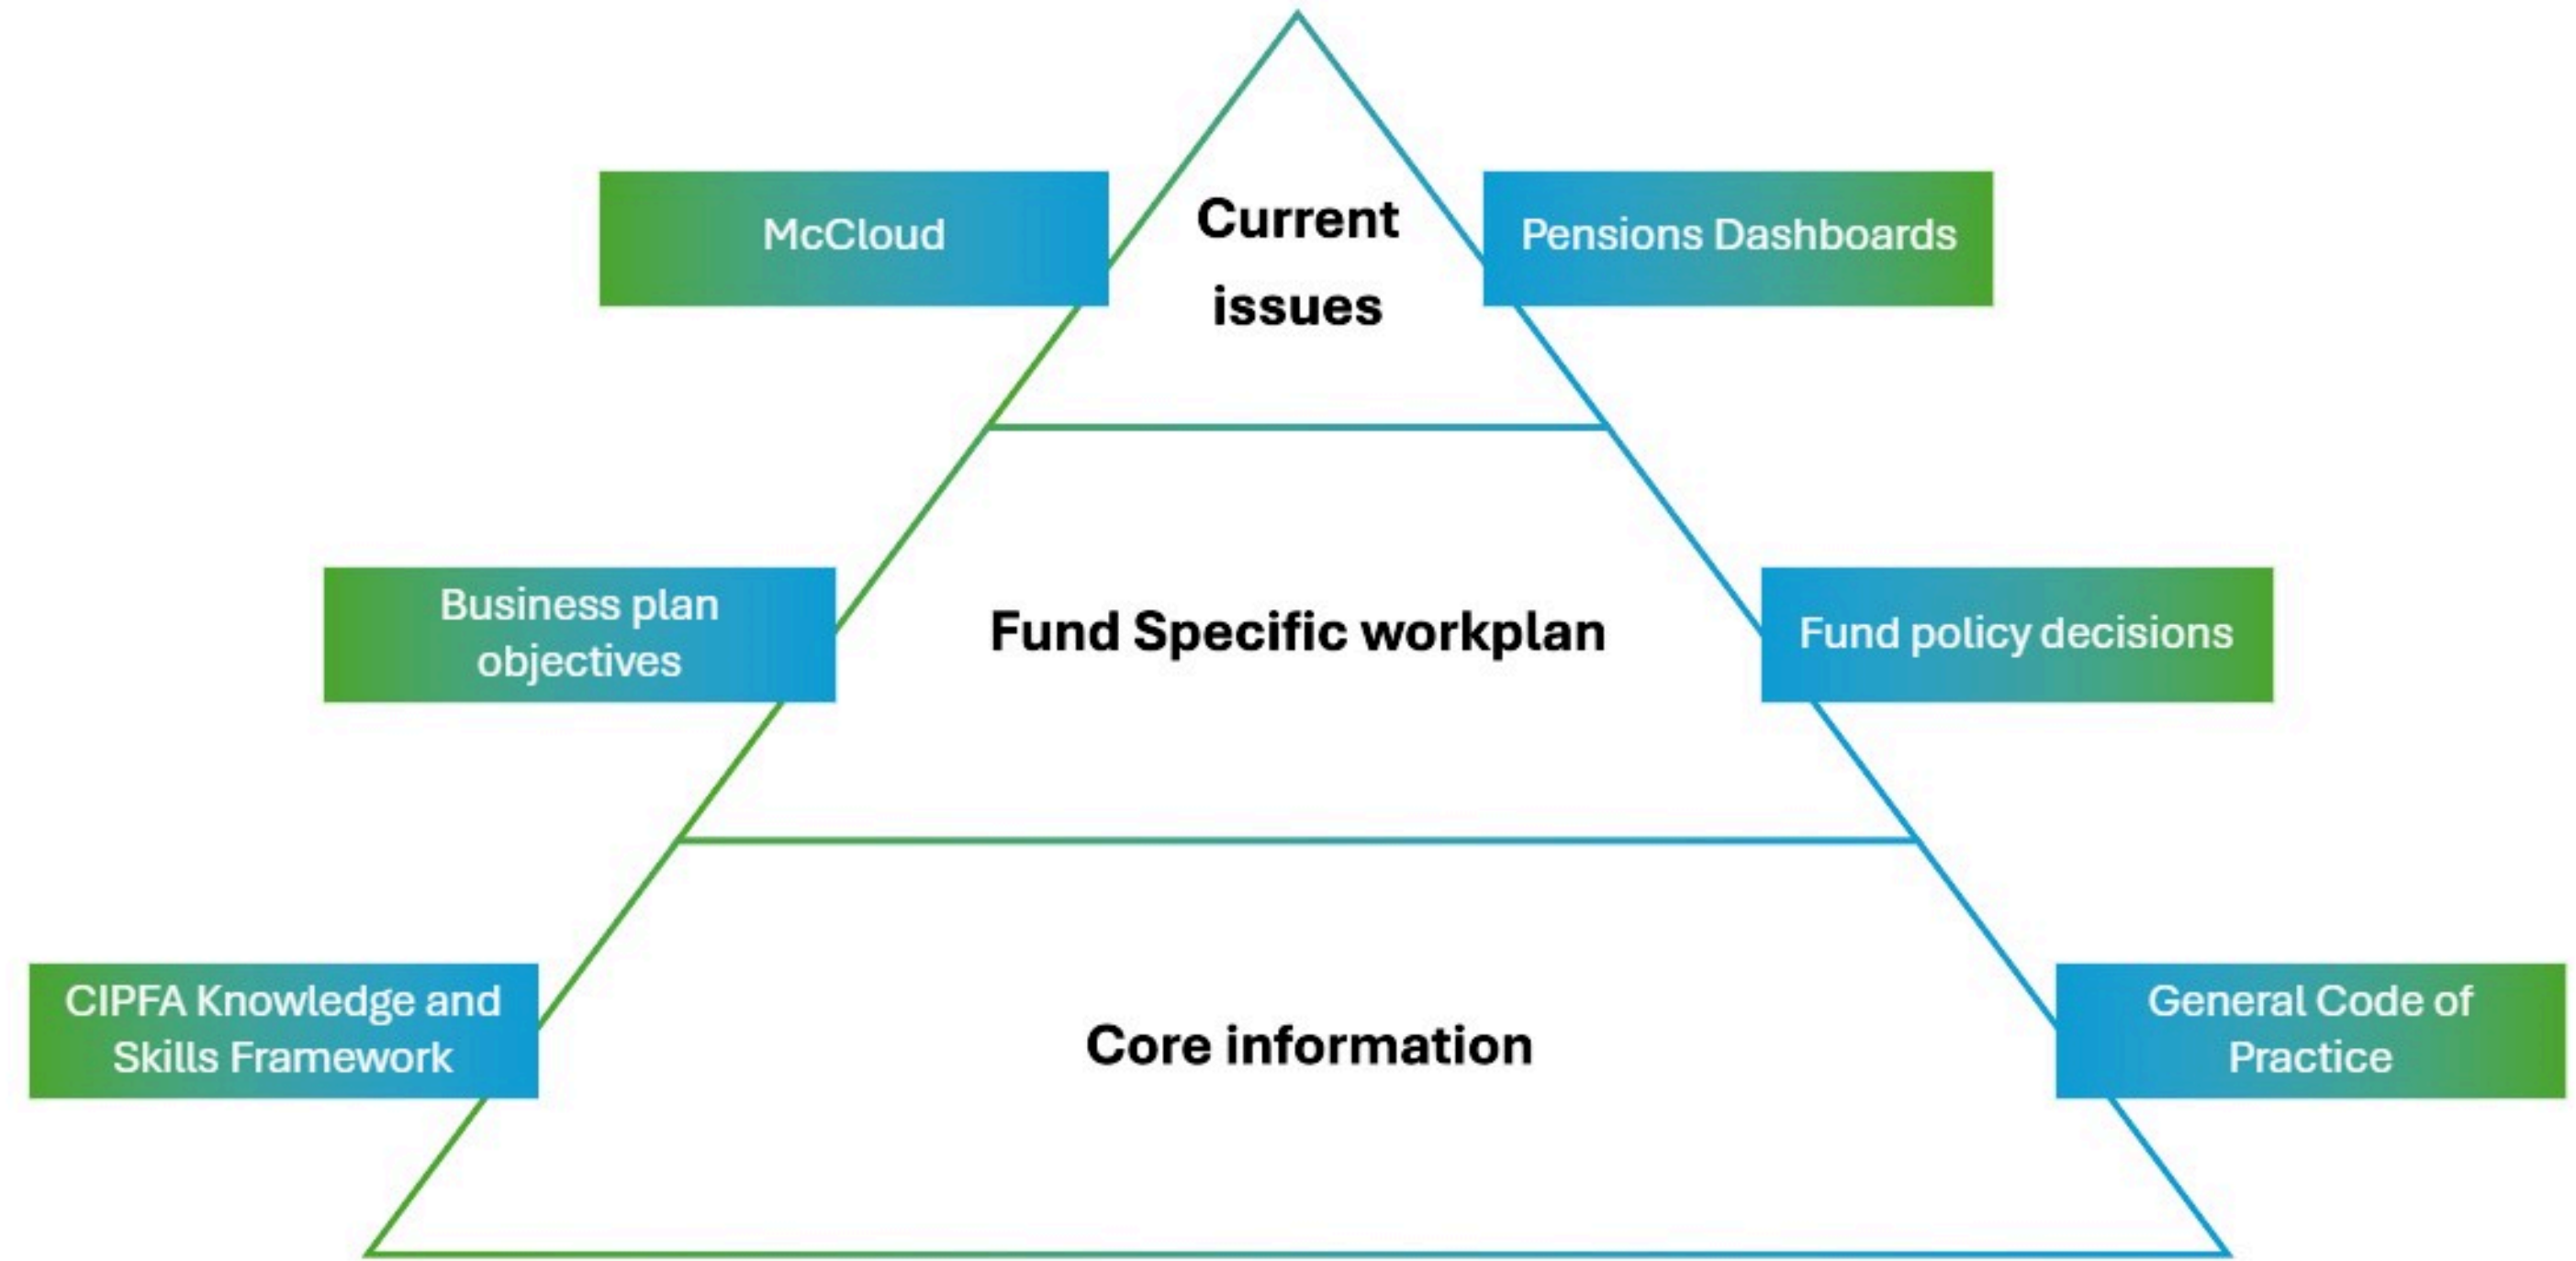 McCloud
Current
issues
Pensions Dashboards
Business plan
objectives
Fund Specific workplan
Fund policy decisions
CIPFA Knowledge and
Skills Framework
Core information
General Code of
Practice